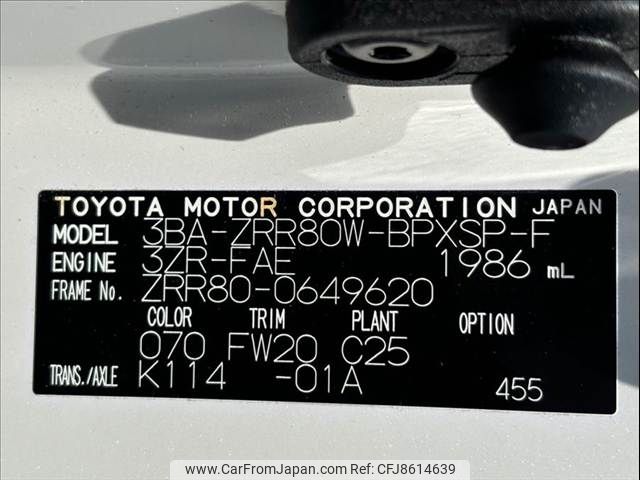 TOYOTA MOTOR CORPORATION JAPAN
MODEL 3BA-ZRR80W-BPXSP-F
ENGINE 3ZR-FAE 1986 mL
FRAME No. ZRR80-0649620
COLOR TRIM PLANT OPTION
070 FW20 C25
TRANS./AXLE K114 -01A 455
www.CarFromJapan.com - CFJ8614639